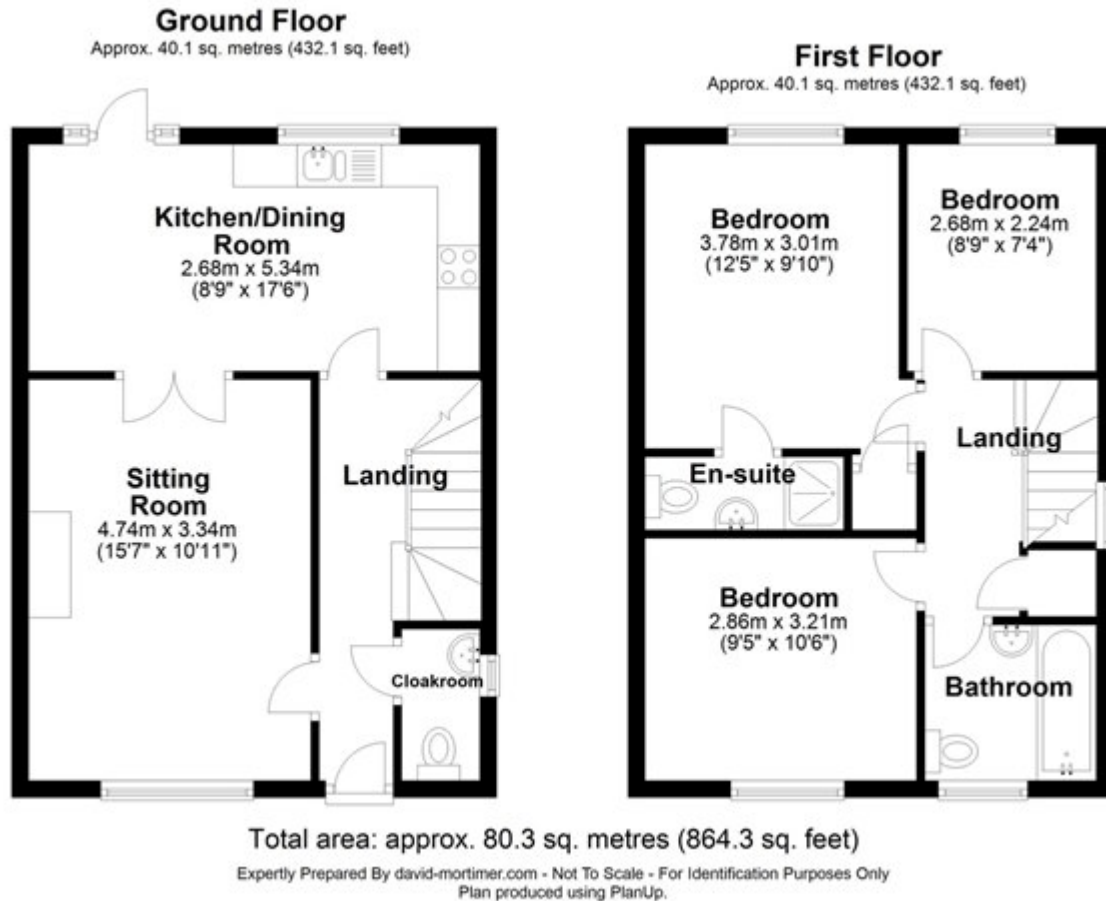 Ground Floor
Approx. 40.1 sq. metres (432.1 sq. feet)
Kitchen/Dining
Room
2.68m x 5.34m
(8'9" x 17'6")
Sitting
Room
4.74m x 3.34m
(15'7" x 10'11")
Landing
Cloakroom
First Floor
Approx. 40.1 sq. metres (432.1 sq. feet)
Bedroom
3.78m x 3.01m
(12'5" x 9'10")
Bedroom
2.68m x 2.24m
(8'9" x 7'4")
En-suite
Landing
Bedroom
2.86m x 3.21m
(9'5" x 10'6")
Bathroom
Total area: approx. 80.3 sq. metres (864.3 sq. feet)
Expertly Prepared By david-mortimer.com - Not To Scale - For Identification Purposes Only
Plan produced using PlanUp.